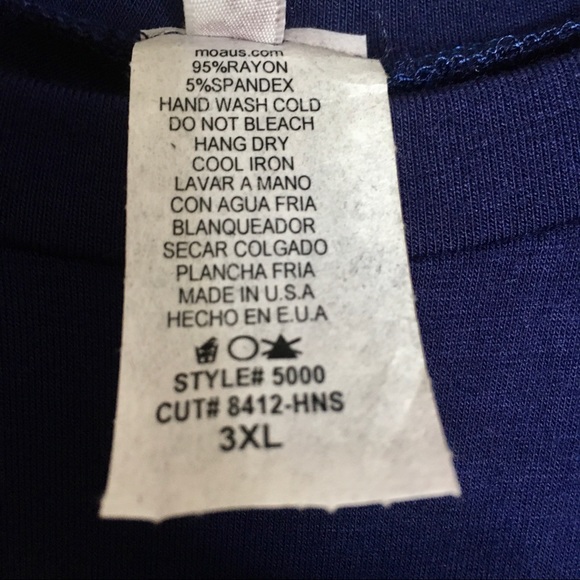 moaus.com
95%RAYON
5%SPANDEX
HAND WASH COLD
DO NOT BLEACH
HANG DRY
COOL IRON
LAVAR A MANO
CON AGUA FRIA
BLANQUEADOR
SECAR COLGADO
PLANCHA FRIA
MADE IN U.S.A
HECHO EN E.U.A
STYLE# 5000
CUT# 8412-HNS
3XL